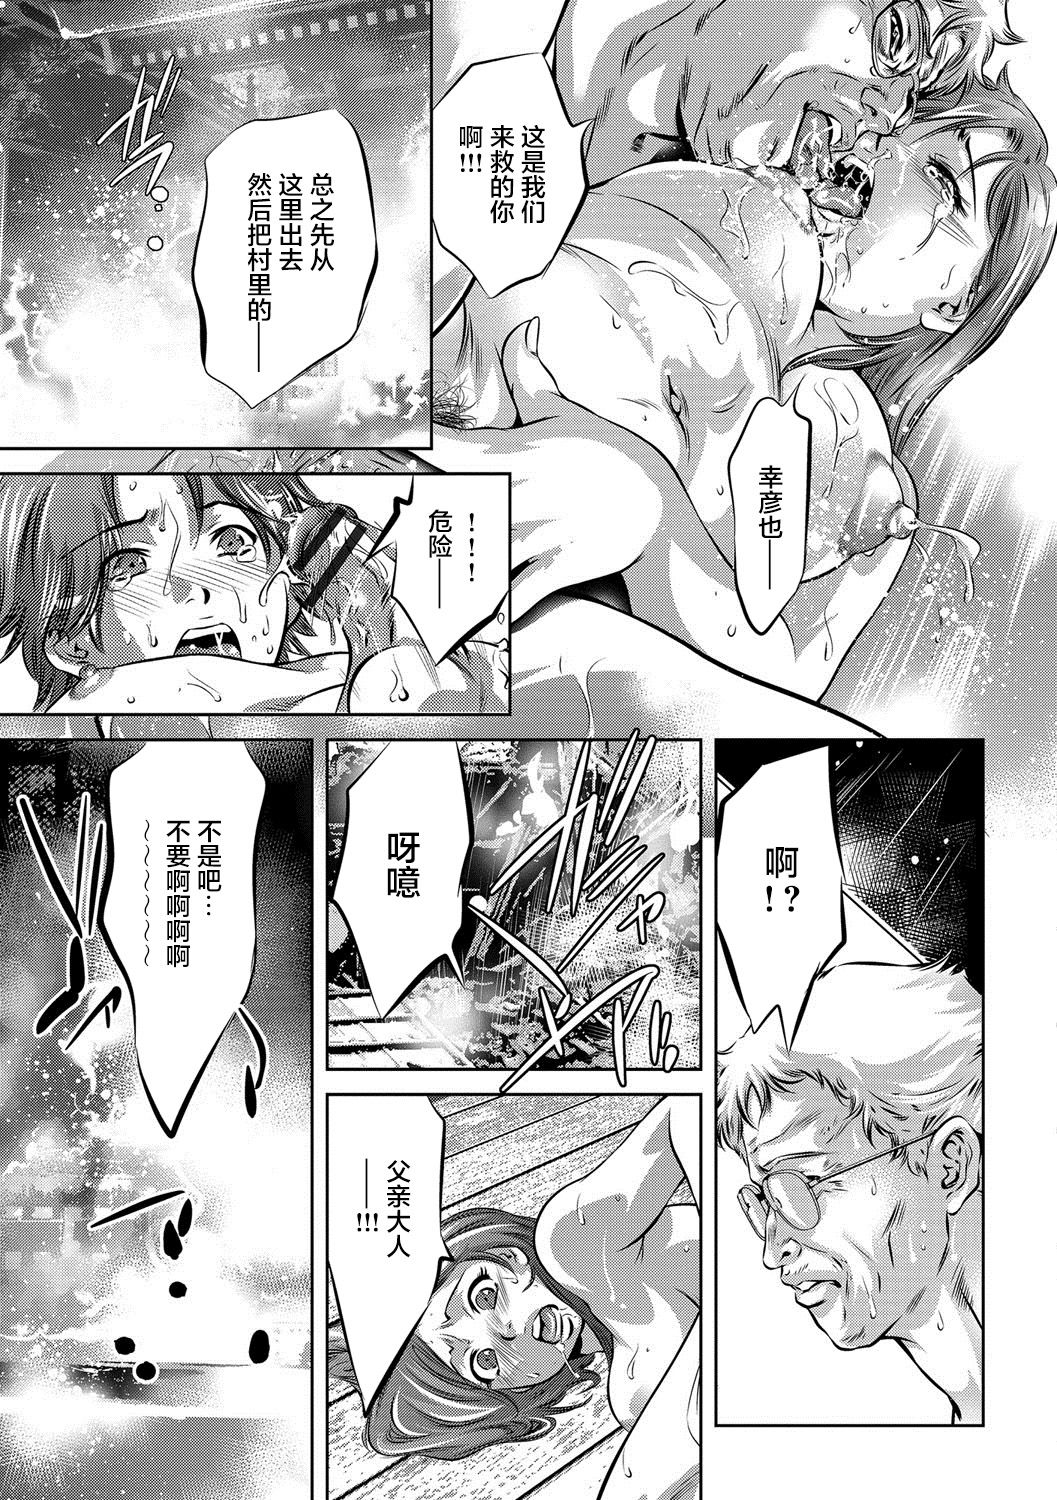 这是我们
来救的你
啊!!!
总之先从
这里出去
然后把村里的——
幸彦也—
！！！
危险—
啊!?
呀噫
父亲大人
——!!!
不是吧…
不要啊啊啊
～～～～～～